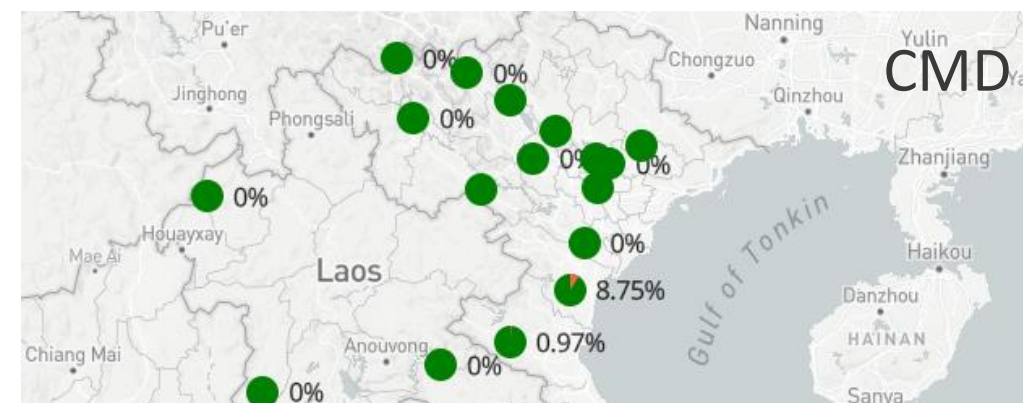 Nanning
Pu'er
Yulin
CMD
0%
Chongzuo
0%
Jinghong
Qinzhou
Phongsali
0%
Zhanjiang
0%
0%
0%
Houayxay
0%
Mae Ai
Haikou
Laos
Gulf of Tonkin
8.75%
Danzhou
HAINAN
0.97%
Anouvong
Chiang Mai
0%
0%
Sanya